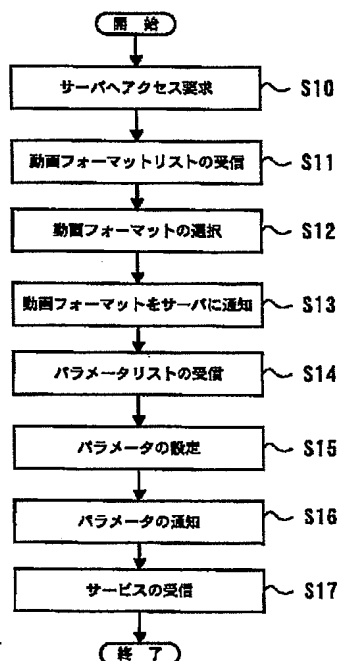 開 始
サーバへアクセス要求 S10
動画フォーマットリストの受信 S11
動画フォーマットの選択 S12
動画フォーマットをサーバに通知 S13
パラメータリストの受信 S14
パラメータの設定 S15
パラメータの通知 S16
サービスの受信 S17
終 了